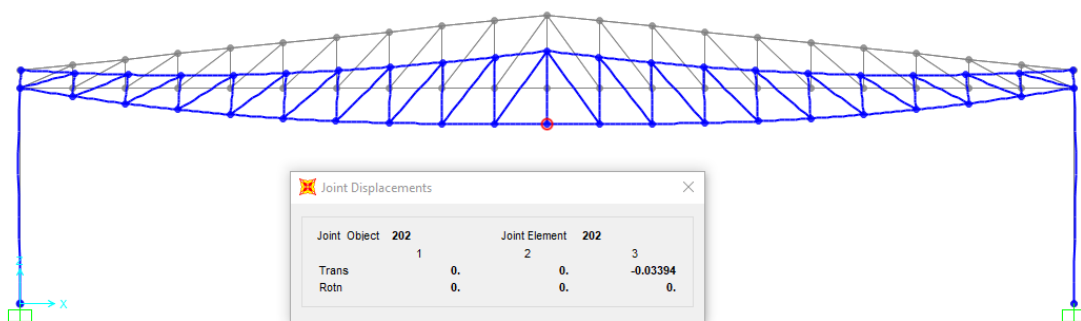 Joint Displacements
Joint Object 202 Joint Element 202
1 2 3
Trans 0. 0. -0.03394
Rotn 0. 0. 0.
X